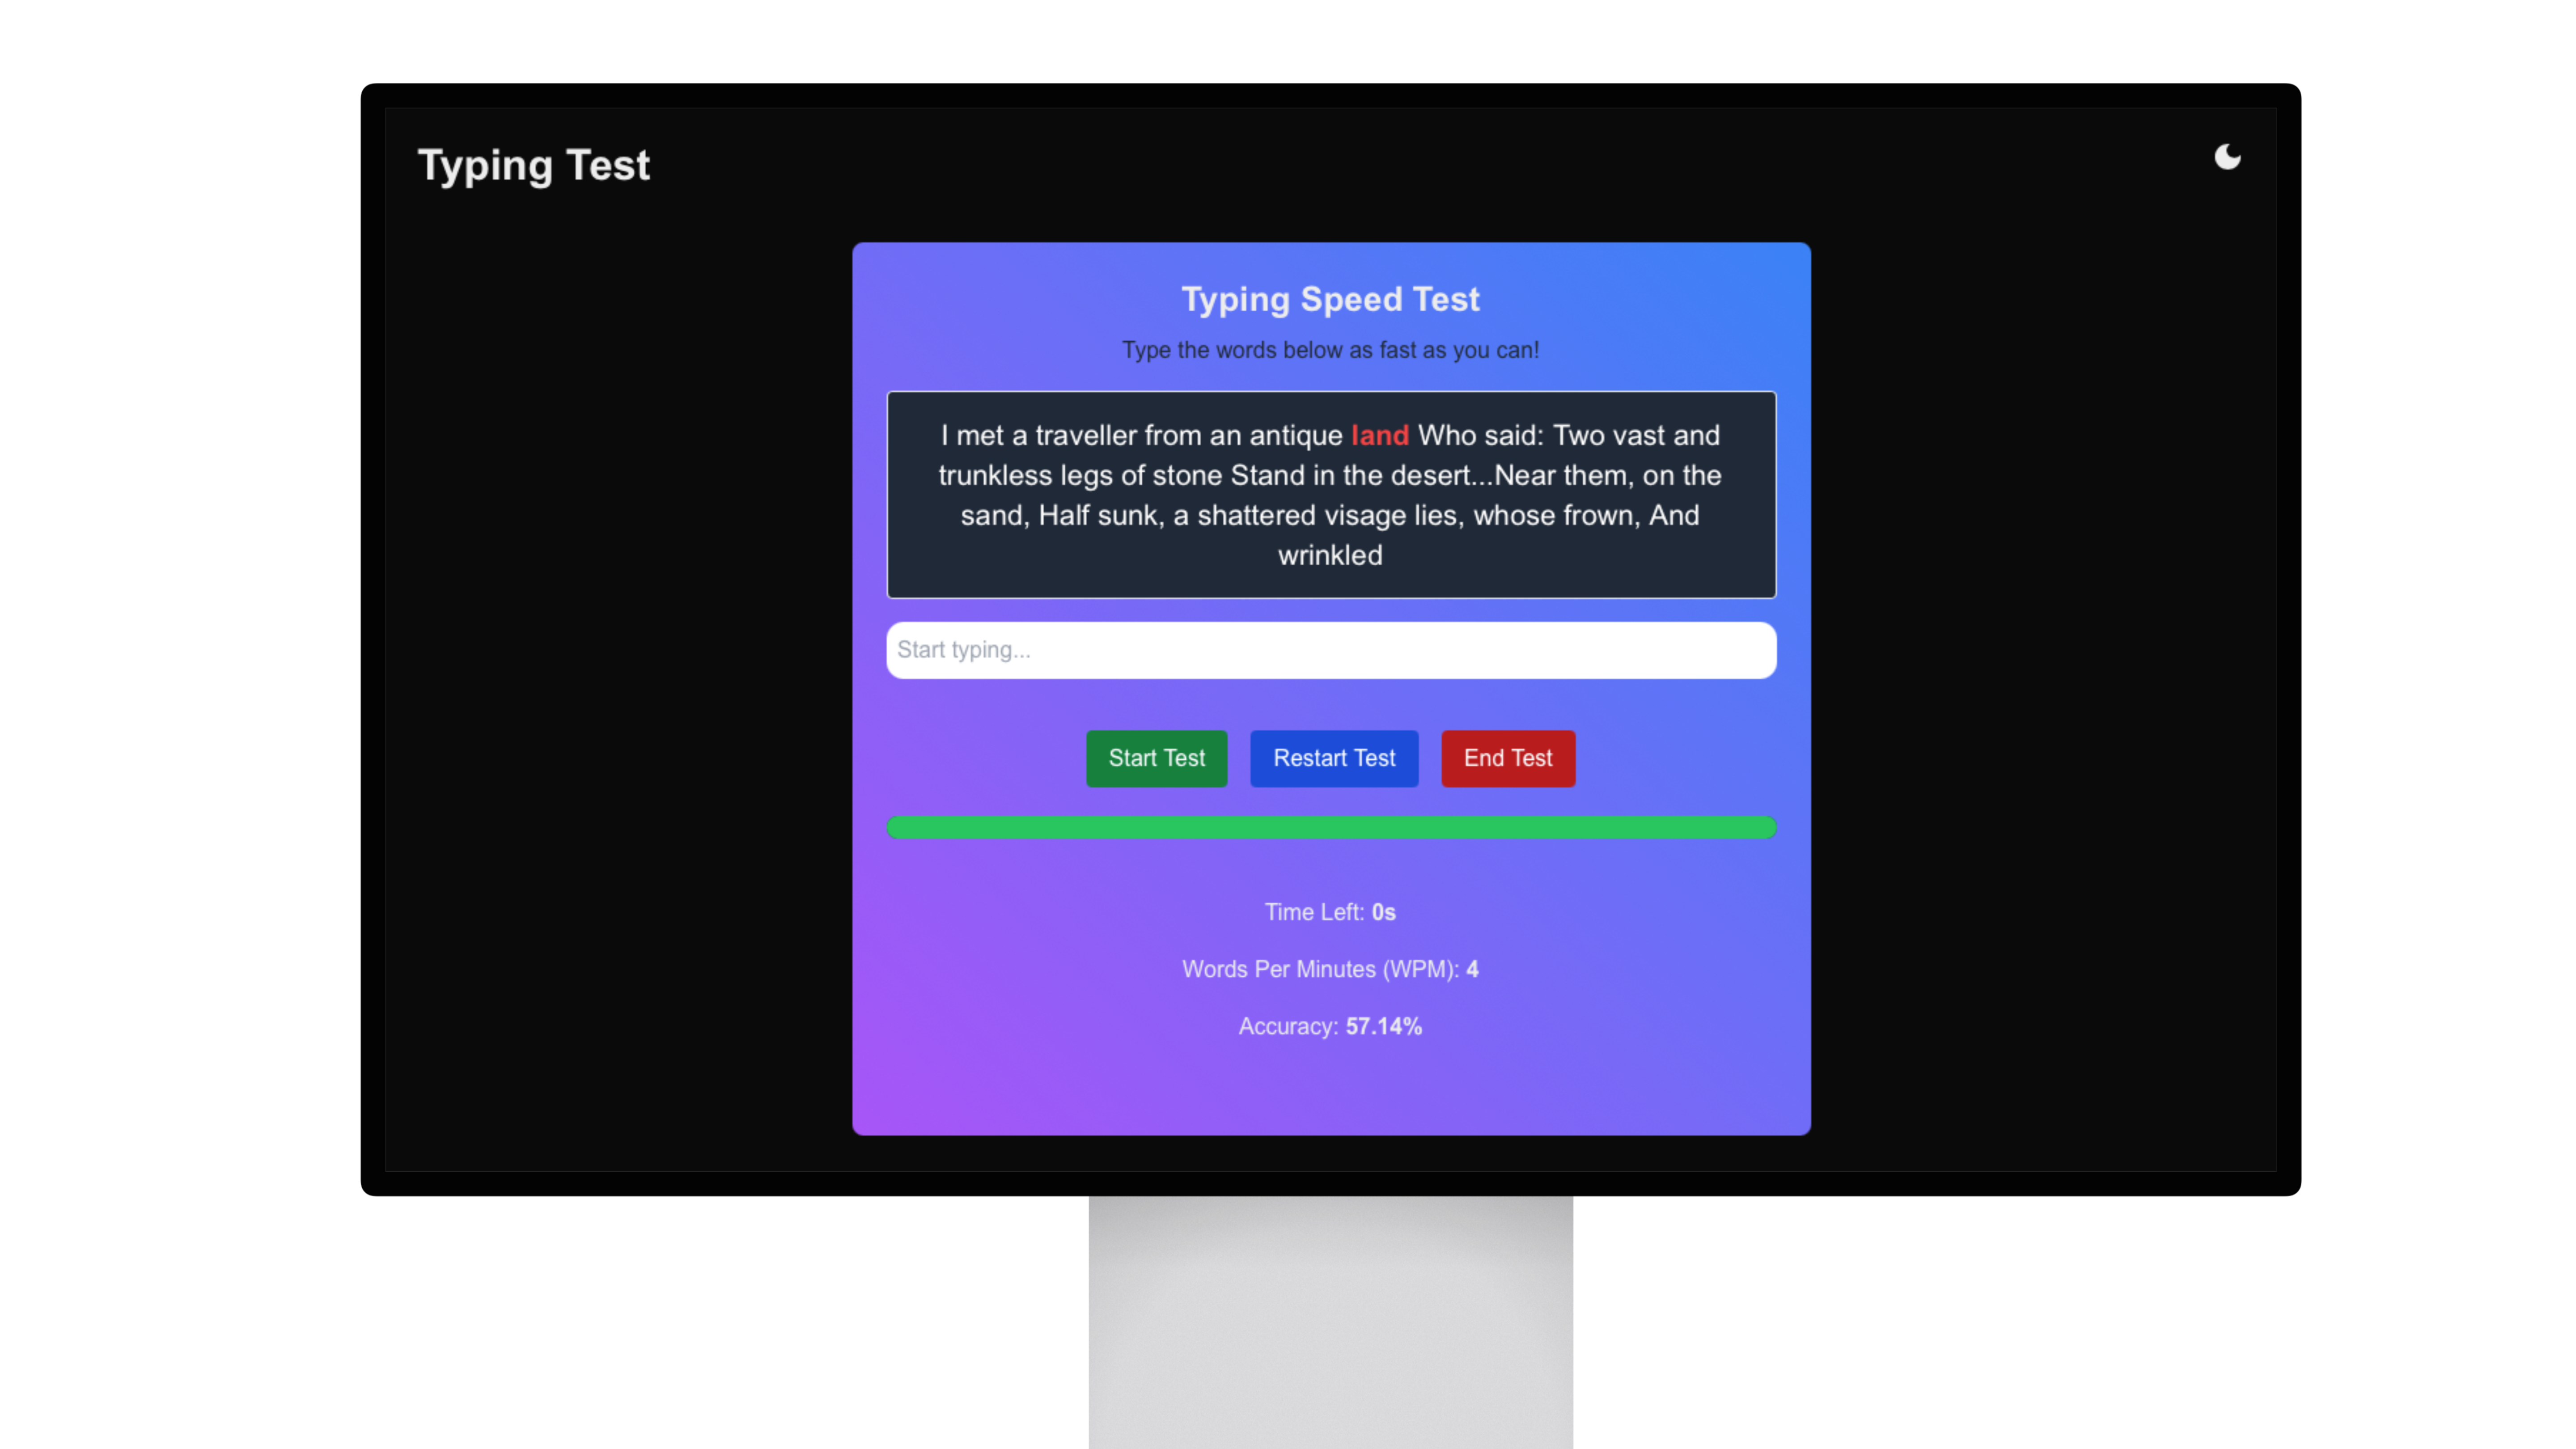 Typing Test
Typing Speed Test
Type the words below as fast as you can!
I met a traveller from an antique land Who said: Two vast and
trunkless legs of stone Stand in the desert...Near them, on the
sand, Half sunk, a shattered visage lies, whose frown, And
wrinkled
Start typing...
Start Test Restart Test End Test
Time Left: 0s
Words Per Minutes (WPM): 4
Accuracy: 57.14%